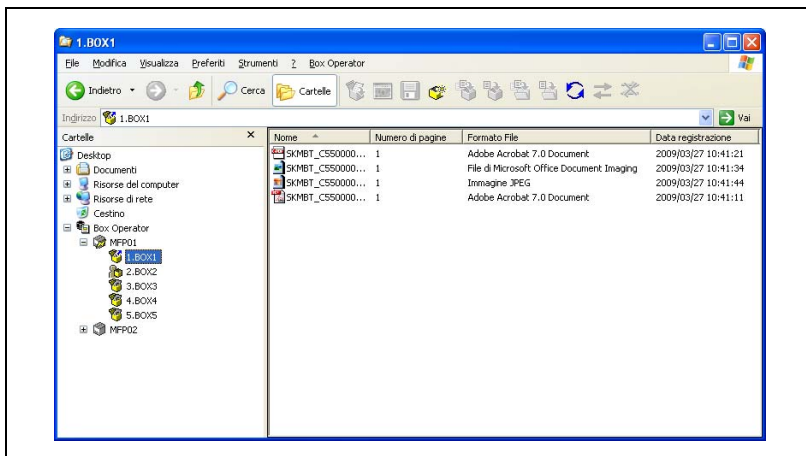 1.BOX1
File Modifica Visualizza Preferiti Strumenti ? Box Operator
Indietro Cerca Cartelle
Indirizzo 1.BOX1 Vai
Cartelle ×
Desktop
Documenti
Risorse del computer
Risorse di rete
Cestino
Box Operator
MFP01
1.BOX1
2.BOX2
3.BOX3
4.BOX4
5.BOX5
MFP02
Nome Numero di pagine Formato File Data registrazione
SKMBT_C550000... 1 Adobe Acrobat 7.0 Document 2009/03/27 10:41:21
SKMBT_C550000... 1 File di Microsoft Office Document Imaging 2009/03/27 10:41:34
SKMBT_C550000... 1 Immagine JPEG 2009/03/27 10:41:44
SKMBT_C550000... 1 Adobe Acrobat 7.0 Document 2009/03/27 10:41:11